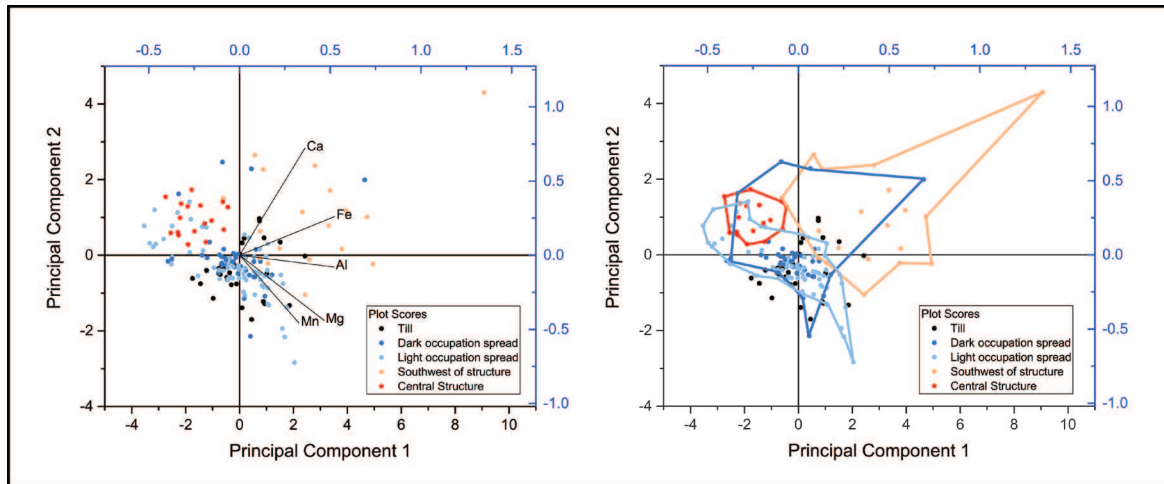 -0.5 0.0 0.5 1.0 1.5
4
2
0
-2
-4
1.0
0.5
0.0
-0.5
-1.0
Principal Component 2
Ca
Fe
Al
Mg
Mn
Plot Scores
Till
Dark occupation spread
Light occupation spread
Southwest of structure
Central Structure
-4 -2 0 2 4 6 8 10
Principal Component 1
-0.5 0.0 0.5 1.0 1.5
4
2
0
-2
-4
1.0
0.5
0.0
-0.5
-1.0
Principal Component 2
Plot Scores
Till
Dark occupation spread
Light occupation spread
Southwest of structure
Central Structure
-4 -2 0 2 4 6 8 10
Principal Component 1